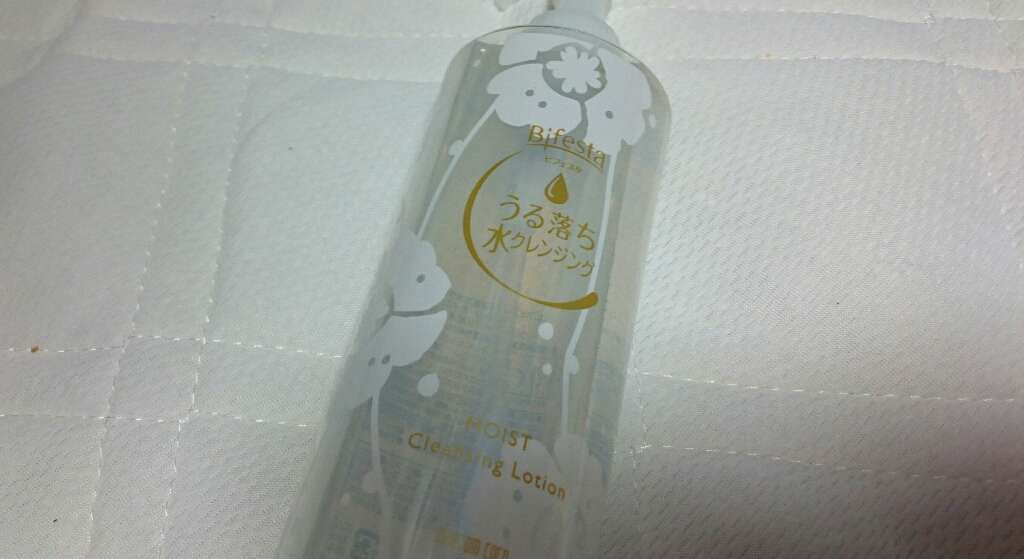 Bifesta
ビフェスタ
うる落ち
水クレンジング
MOIST
Cleansing Lotion